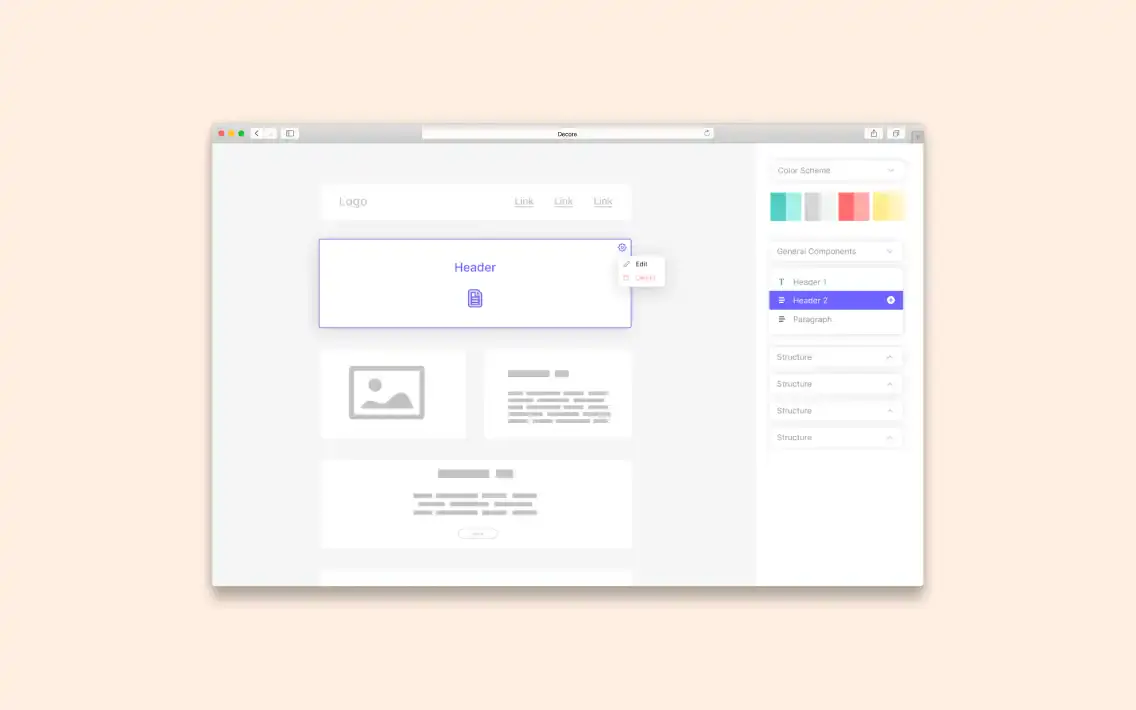 Decore
Logo
Link Link Link
Header
Edit
Color Scheme
General Components
Header 1
Header 2
Paragraph
Structure
Structure
Structure
Structure